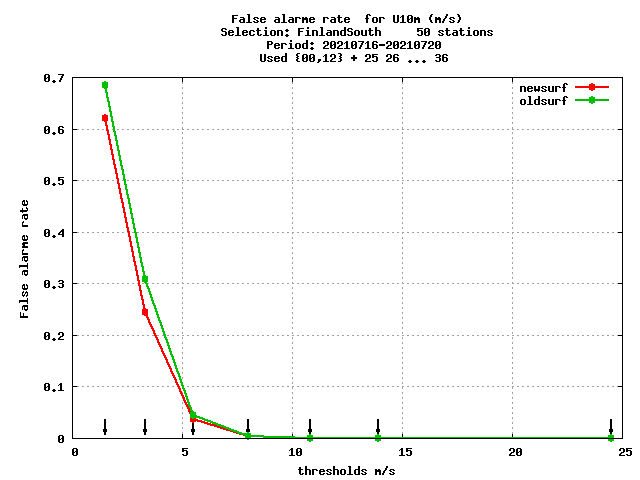 False alarme rate  for U10m (m/s)
Selection: FinlandSouth     50 stations
Period: 20210716-20210720
Used {00,12} + 25 26 ... 36
newsurf
oldsurf
0.7
0.6
0.5
0.4
0.3
0.2
0.1
0
False alarme rate
0 5 10 15 20 25
thresholds m/s